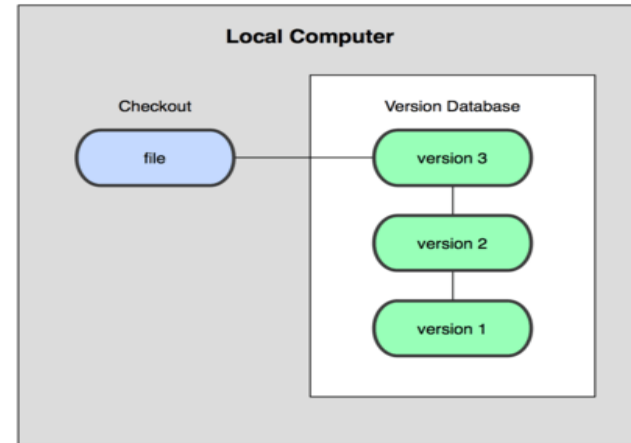 Local Computer
Checkout
Version Database
file
version 3
version 2
version 1